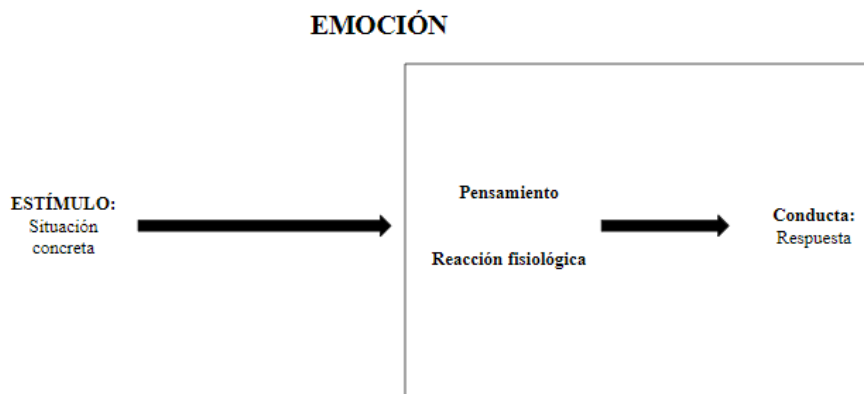 EMOCIÓN
ESTÍMULO:
Situación
concreta
Pensamiento
Reacción fisiológica
Conducta:
Respuesta